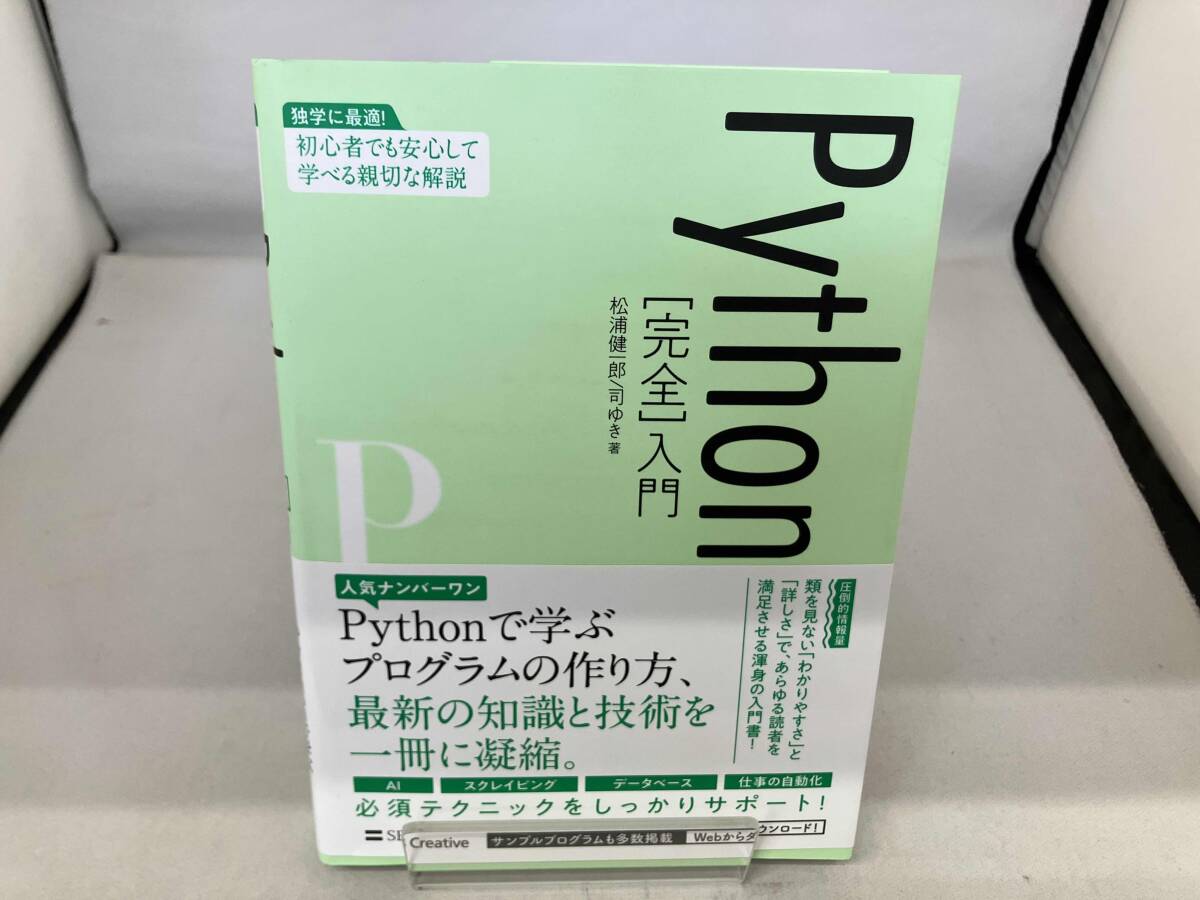 独学に最適!
初心者でも安心して
学べる親切な解説
Python
[完全]入門
松浦健一郎/司ゆき 著
P
人気ナンバーワン
Pythonで学ぶ
プログラムの作り方、
最新の知識と技術を
一冊に凝縮。
圧倒的情報量
類を見ない「わかりやすさ」と
「詳しさ」で、あらゆる読者を
満足させる渾身の入門書!
AI スクレイピング データベース 仕事の自動化
必須テクニックをしっかりサポート!
Creative サンプルプログラムも多数掲載 Webから ウンロード!